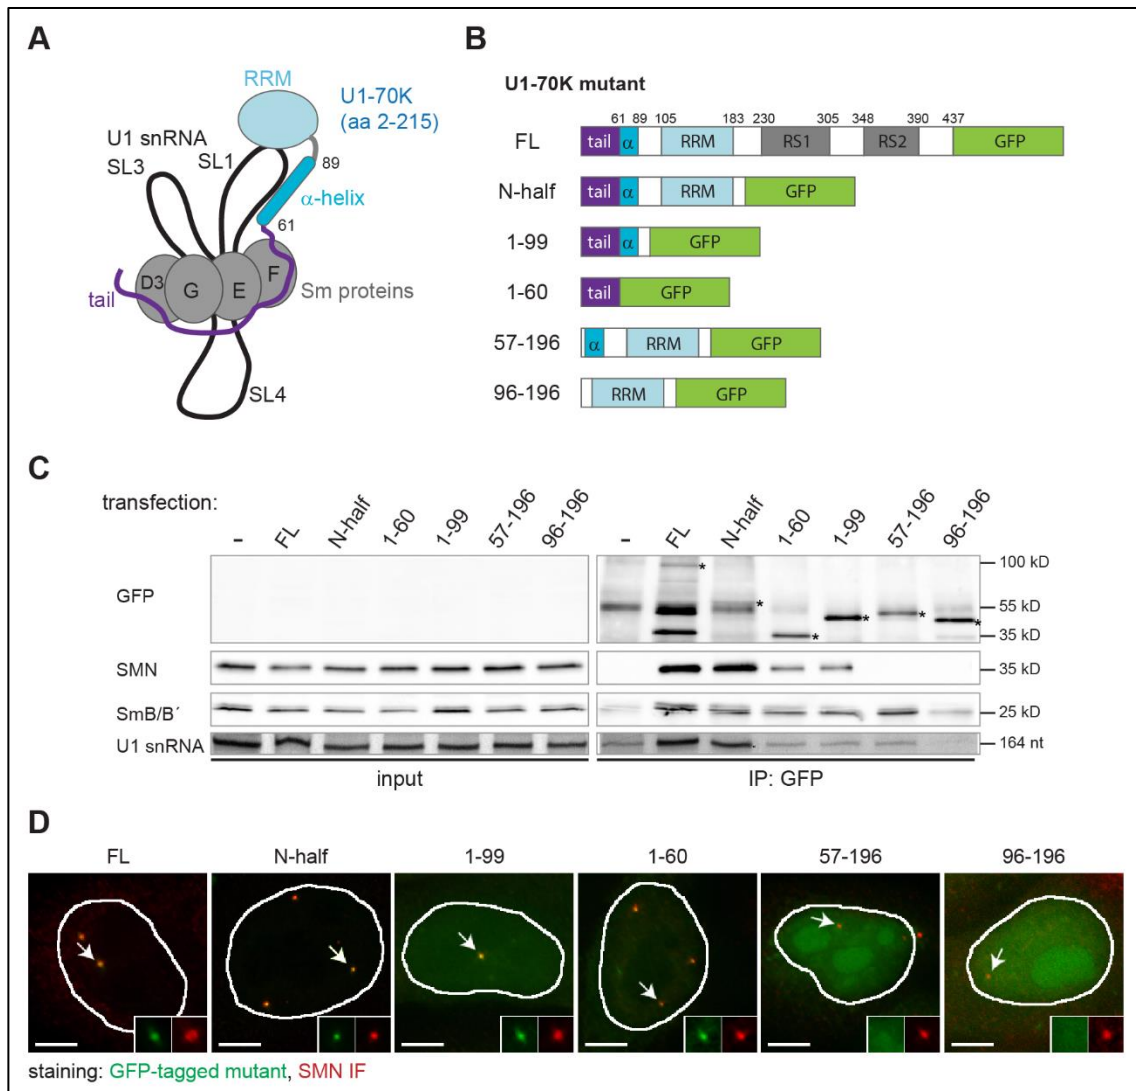 A
RRM
U1-70K
(aa 2-215)
U1 snRNA
SL3
SL1
89
α-helix
61
D3
G
E
F
Sm proteins
tail
SL4
B
U1-70K mutant
61 89 105 183 230 305 348 390 437
FL tail α RRM RS1 RS2 GFP
N-half tail α RRM GFP
1-99 tail α GFP
1-60 tail GFP
57-196 α RRM GFP
96-196 RRM GFP
C
transfection:
– FL N-half 1-60 1-99 57-196 96-196
– FL N-half 1-60 1-99 57-196 96-196
GFP
* * * * * *
100 kD
55 kD
35 kD
SMN 35 kD
SmB/B´ 25 kD
U1 snRNA 164 nt
input IP: GFP
D
FL N-half 1-99 1-60 57-196 96-196
staining: GFP-tagged mutant, SMN IF